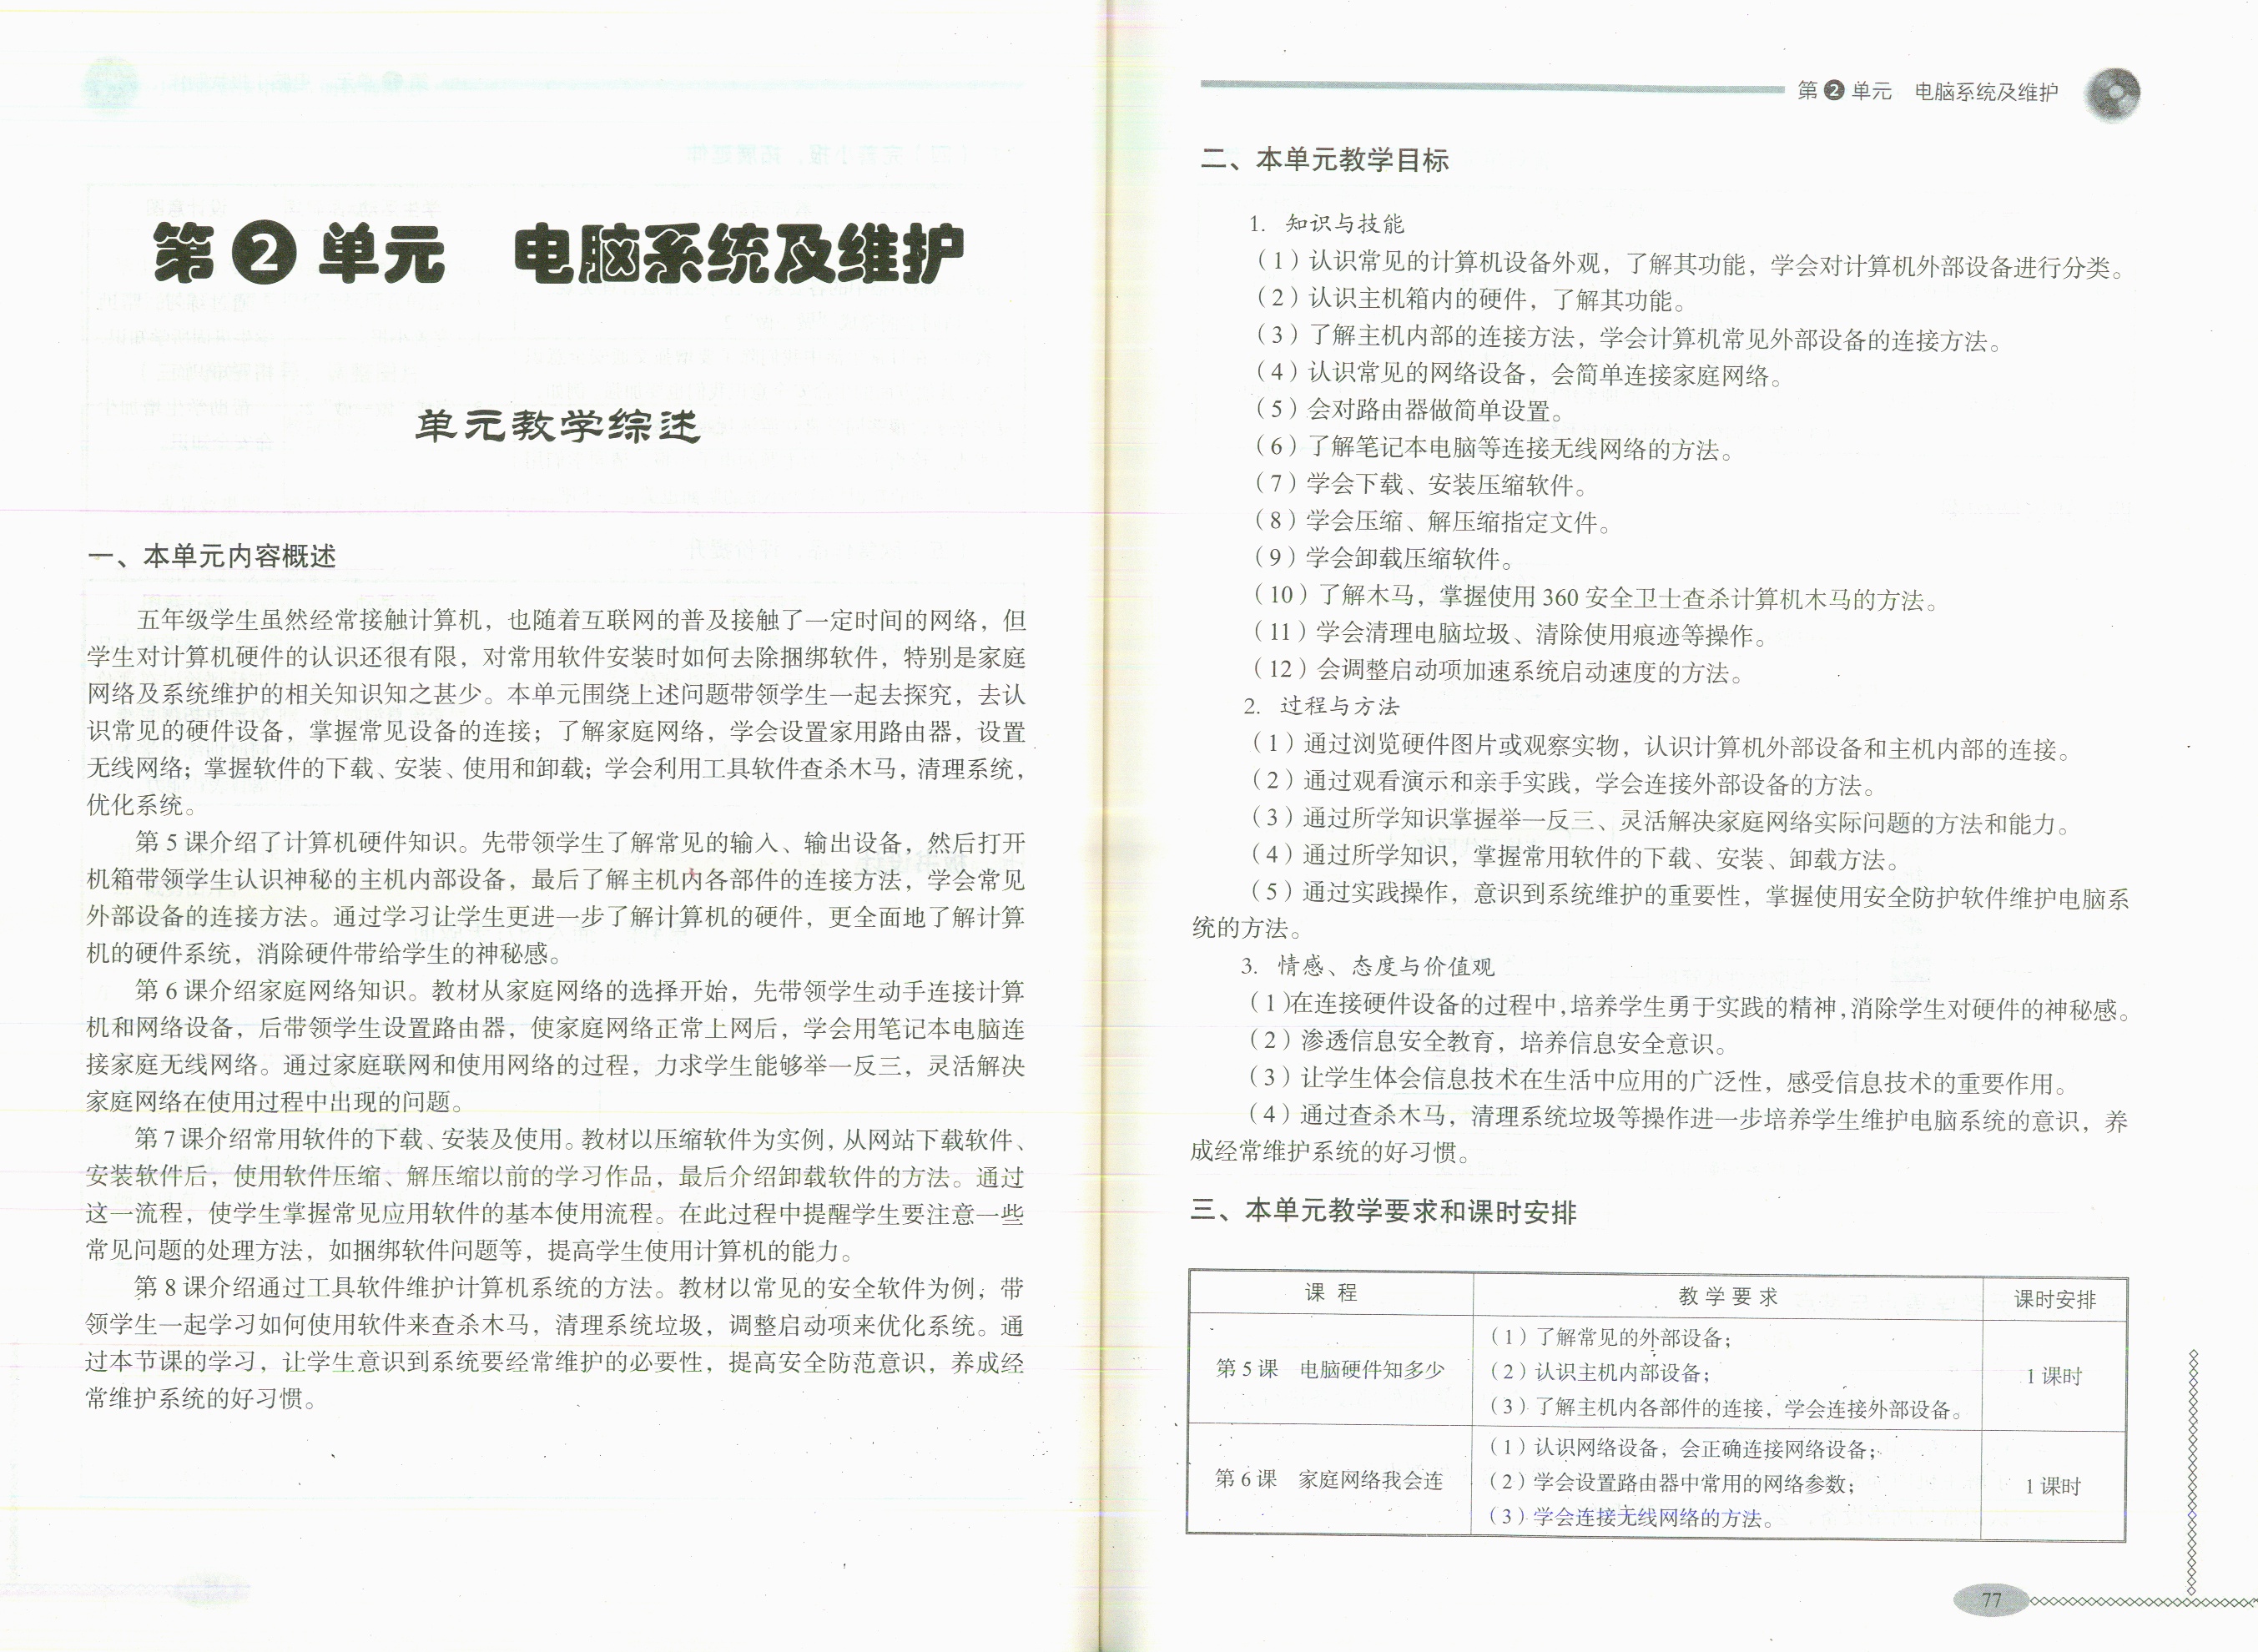 第2单元 电脑系统及维护
单元教学综述
一、本单元内容概述
五年级学生虽然经常接触计算机，也随着互联网的普及接触了一定时间的网络，但
学生对计算机硬件的认识还很有限，对常用软件安装时如何去除捆绑软件，特别是家庭
网络及系统维护的相关知识知之甚少。本单元围绕上述问题带领学生一起去探究，去认
识常见的硬件设备，掌握常见设备的连接；了解家庭网络，学会设置家用路由器，设置
无线网络；掌握软件的下载、安装、使用和卸载；学会利用工具软件查杀木马，清理系统，
优化系统。
第5课介绍了计算机硬件知识。先带领学生了解常见的输入、输出设备，然后打开
机箱带领学生认识神秘的主机内部设备，最后了解主机内各部件的连接方法，学会常见
外部设备的连接方法。通过学习让学生更进一步了解计算机的硬件，更全面地了解计算
机的硬件系统，消除硬件带给学生的神秘感。
第6课介绍家庭网络知识。教材从家庭网络的选择开始，先带领学生动手连接计算
机和网络设备，后带领学生设置路由器，使家庭网络正常上网后，学会用笔记本电脑连
接家庭无线网络。通过家庭联网和使用网络的过程，力求学生能够举一反三，灵活解决
家庭网络在使用过程中出现的问题。
第7课介绍常用软件的下载、安装及使用。教材以压缩软件为实例，从网站下载软件、
安装软件后，使用软件压缩、解压缩以前的学习作品，最后介绍卸载软件的方法。通过
这一流程，使学生掌握常见应用软件的基本使用流程。在此过程中提醒学生要注意一些
常见问题的处理方法，如捆绑软件问题等，提高学生使用计算机的能力。
第8课介绍通过工具软件维护计算机系统的方法。教材以常见的安全软件为例，带
领学生一起学习如何使用软件来查杀木马，清理系统垃圾，调整启动项来优化系统。通
过本节课的学习，让学生意识到系统要经常维护的必要性，提高安全防范意识，养成经
常维护系统的好习惯。
第2单元 电脑系统及维护
二、本单元教学目标
1. 知识与技能
（1）认识常见的计算机设备外观，了解其功能，学会对计算机外部设备进行分类。
（2）认识主机箱内的硬件，了解其功能。
（3）了解主机内部的连接方法，学会计算机常见外部设备的连接方法。
（4）认识常见的网络设备，会简单连接家庭网络。
（5）会对路由器做简单设置。
（6）了解笔记本电脑等连接无线网络的方法。
（7）学会下载、安装压缩软件。
（8）学会压缩、解压缩指定文件。
（9）学会卸载压缩软件。
（10）了解木马，掌握使用360安全卫士查杀计算机木马的方法。
（11）学会清理电脑垃圾、清除使用痕迹等操作。
（12）会调整启动项加速系统启动速度的方法。
2. 过程与方法
（1）通过浏览硬件图片或观察实物，认识计算机外部设备和主机内部的连接。
（2）通过观看演示和亲手实践，学会连接外部设备的方法。
（3）通过所学知识掌握举一反三、灵活解决家庭网络实际问题的方法和能力。
（4）通过所学知识，掌握常用软件的下载、安装、卸载方法。
（5）通过实践操作，意识到系统维护的重要性，掌握使用安全防护软件维护电脑系
统的方法。
3. 情感、态度与价值观
（1）在连接硬件设备的过程中，培养学生勇于实践的精神，消除学生对硬件的神秘感。
（2）渗透信息安全教育，培养信息安全意识。
（3）让学生体会信息技术在生活中应用的广泛性，感受信息技术的重要作用。
（4）通过查杀木马，清理系统垃圾等操作进一步培养学生维护电脑系统的意识，养
成经常维护系统的好习惯。
三、本单元教学要求和课时安排
课 程 教 学 要 求 课时安排
第5课 电脑硬件知多少
（1）了解常见的外部设备；
（2）认识主机内部设备；
（3）了解主机内各部件的连接，学会连接外部设备。
1课时
第6课 家庭网络我会连
（1）认识网络设备，会正确连接网络设备；
（2）学会设置路由器中常用的网络参数；
（3）学会连接无线网络的方法。
1课时
77